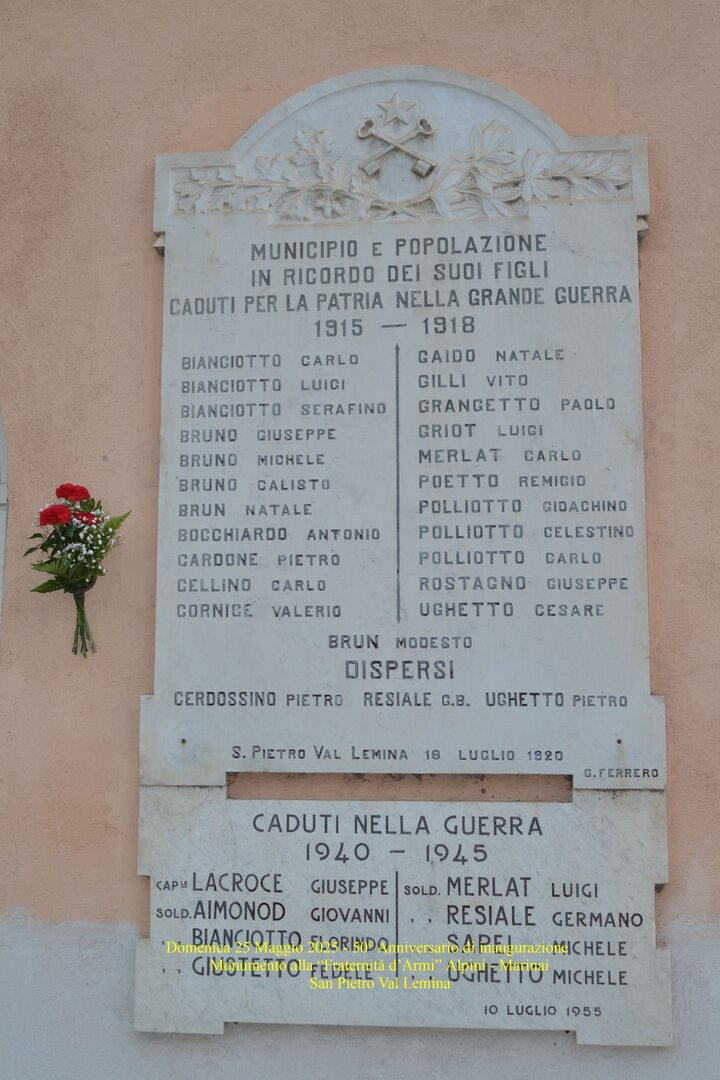 MUNICIPIO E POPOLAZIONE
IN RICORDO DEI SUOI FIGLI
CADUTI PER LA PATRIA NELLA GRANDE GUERRA
1915 — 1918
BIANCIOTTO CARLO
BIANCIOTTO LUIGI
BIANCIOTTO SERAFINO
BRUNO GIUSEPPE
BRUNO MICHELE
BRUNO CALISTO
BRUN NATALE
BOCCHIARDO ANTONIO
CARDONE PIETRO
CELLINO CARLO
CORNICE VALERIO
GAIDO NATALE
GILLI VITO
GRANGETTO PAOLO
GRIOT LUIGI
MERLAT CARLO
POETTO REMIGIO
POLLIOTTO GIOACHINO
POLLIOTTO CELESTINO
POLLIOTTO CARLO
ROSTAGNO GIUSEPPE
UGHETTO CESARE
BRUN MODESTO
DISPERSI
CERDOSSINO PIETRO RESIALE G.B. UGHETTO PIETRO
S. PIETRO VAL LEMINA 18 LUGLIO 1920
G. FERRERO
CADUTI NELLA GUERRA
1940 - 1945
CAPLE LACROCE GIUSEPPE
SOLD. AIMONOD GIOVANNI
, , BIANCIOTTO FLORINDO
, , GIUSTETTO FEDELE
SOLD. MERLAT LUIGI
, , RESIALE GERMANO
, , SAPEI MICHELE
, , UGHETTO MICHELE
10 LUGLIO 1955
Domenica 25 Maggio 2025 - 50° Anniversario di inaugurazione
Monumento alla "Fraternità d'Armi" Alpini - Marinai
San Pietro Val Lemina